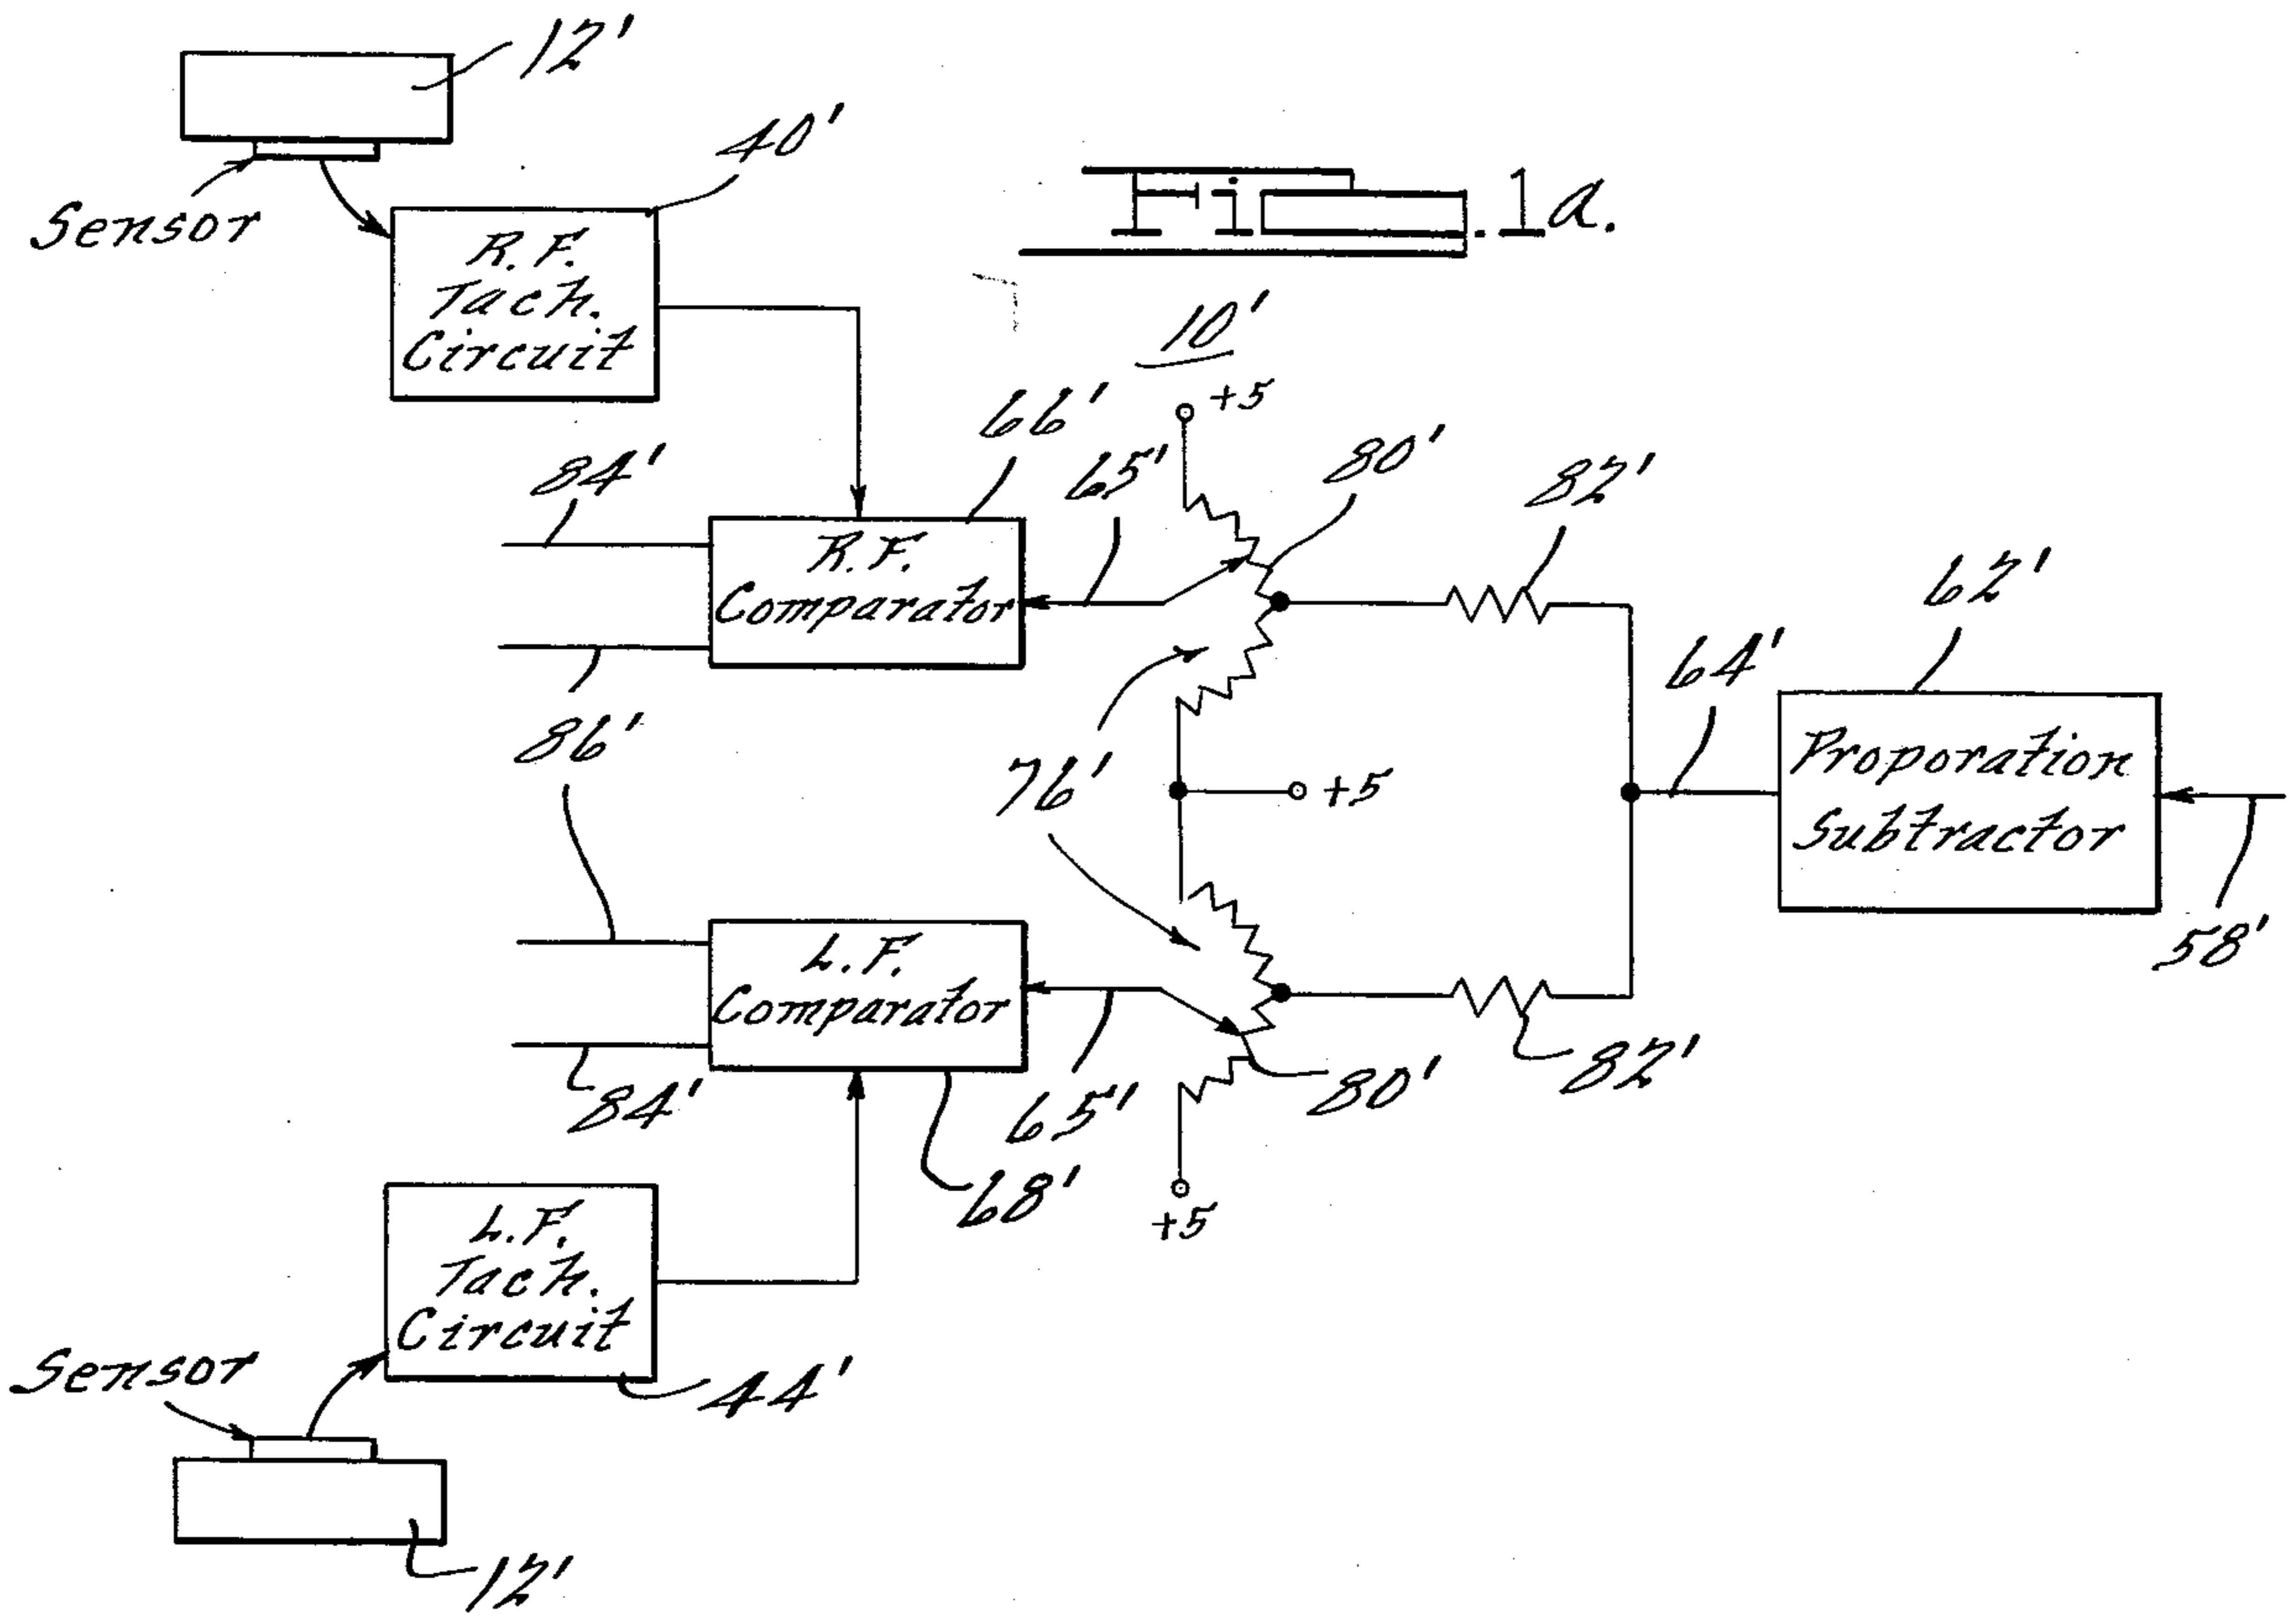 12'
40'
Sensor
R. F.
Tach.
Circuit
Fig. 1a.
10'
+5
66'
84'
65'
80'
82'
R. F.
Comparator
62'
64'
86'
76'
+5
Proporation
Subtractor
58'
L. F.
Comparator
84'
65'
80'
82'
68'
+5
L. F.
Tach.
Circuit
Sensor
44'
12'